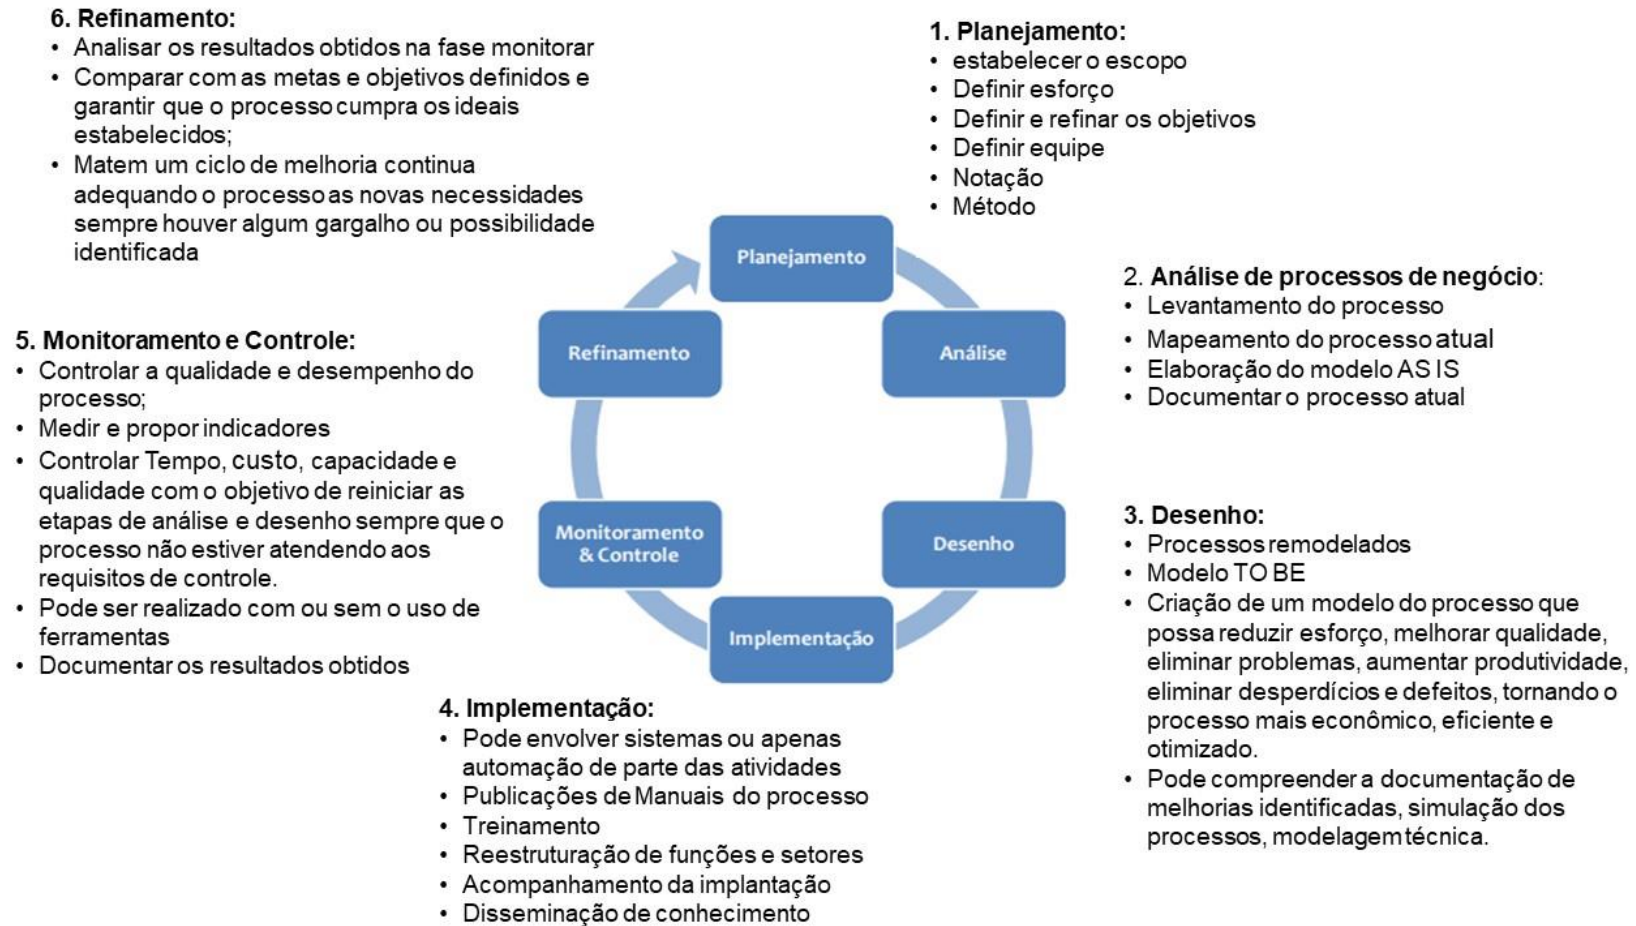 6. Refinamento:
• Analisar os resultados obtidos na fase monitorar
• Comparar com as metas e objetivos definidos e
garantir que o processo cumpra os ideais
estabelecidos;
• Matem um ciclo de melhoria continua
adequando o processo as novas necessidades
sempre houver algum gargalho ou possibilidade
identificada
1. Planejamento:
• estabelecer o escopo
• Definir esforço
• Definir e refinar os objetivos
• Definir equipe
• Notação
• Método
2. Análise de processos de negócio:
• Levantamento do processo
• Mapeamento do processo atual
• Elaboração do modelo AS IS
• Documentar o processo atual
3. Desenho:
• Processos remodelados
• Modelo TO BE
• Criação de um modelo do processo que
possa reduzir esforço, melhorar qualidade,
eliminar problemas, aumentar produtividade,
eliminar desperdícios e defeitos, tornando o
processo mais econômico, eficiente e
otimizado.
• Pode compreender a documentação de
melhorias identificadas, simulação dos
processos, modelagem técnica.
4. Implementação:
• Pode envolver sistemas ou apenas
automação de parte das atividades
• Publicações de Manuais do processo
• Treinamento
• Reestruturação de funções e setores
• Acompanhamento da implantação
• Disseminação de conhecimento
5. Monitoramento e Controle:
• Controlar a qualidade e desempenho do
processo;
• Medir e propor indicadores
• Controlar Tempo, custo, capacidade e
qualidade com o objetivo de reiniciar as
etapas de análise e desenho sempre que o
processo não estiver atendendo aos
requisitos de controle.
• Pode ser realizado com ou sem o uso de
ferramentas
• Documentar os resultados obtidos
Planejamento
Análise
Desenho
Implementação
Monitoramento
& Controle
Refinamento